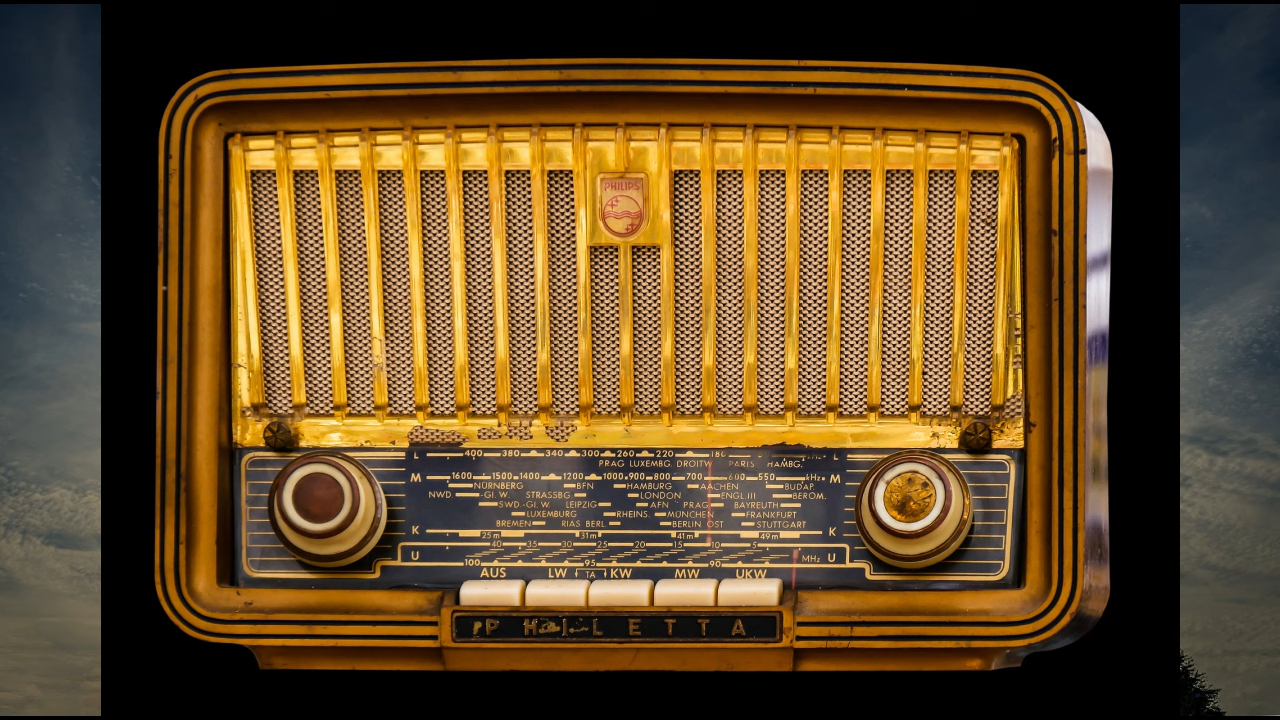 PHILIPS
L 400 380 340 300 260 220 180 kHz L
PRAG LUXEMBG. DROITW. PARIS HAMBG.
M 1600 1500 1400 1200 1000 900 800 700 600 550 kHz M
NÜRNBERG BFN HAMBURG AACHEN BUDAP.
NWD. GI. W. STRASSBG LONDON ENGL.III BEROM.
SWD-GI. W. LEIPZIG AFN PRAG BAYREUTH
LUXEMBURG RHEINS. MÜNCHEN FRANKFURT
BREMEN RIAS BERL. BERLIN OST STUTTGART
K 25m 31m 41m 49m K
40 35 30 25 20 15 10 5
U 100 95 90 MHz U
AUS LW TA KW MW UKW
PHILETTA